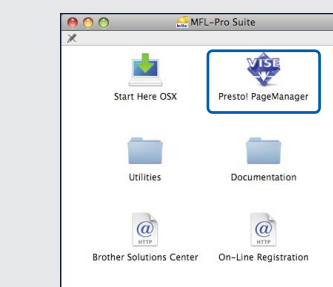 MFL-Pro Suite
VISE
Start Here OSX
Presto! PageManager
Utilities
Documentation
@
HTTP
@
HTTP
Brother Solutions Center
On-Line Registration